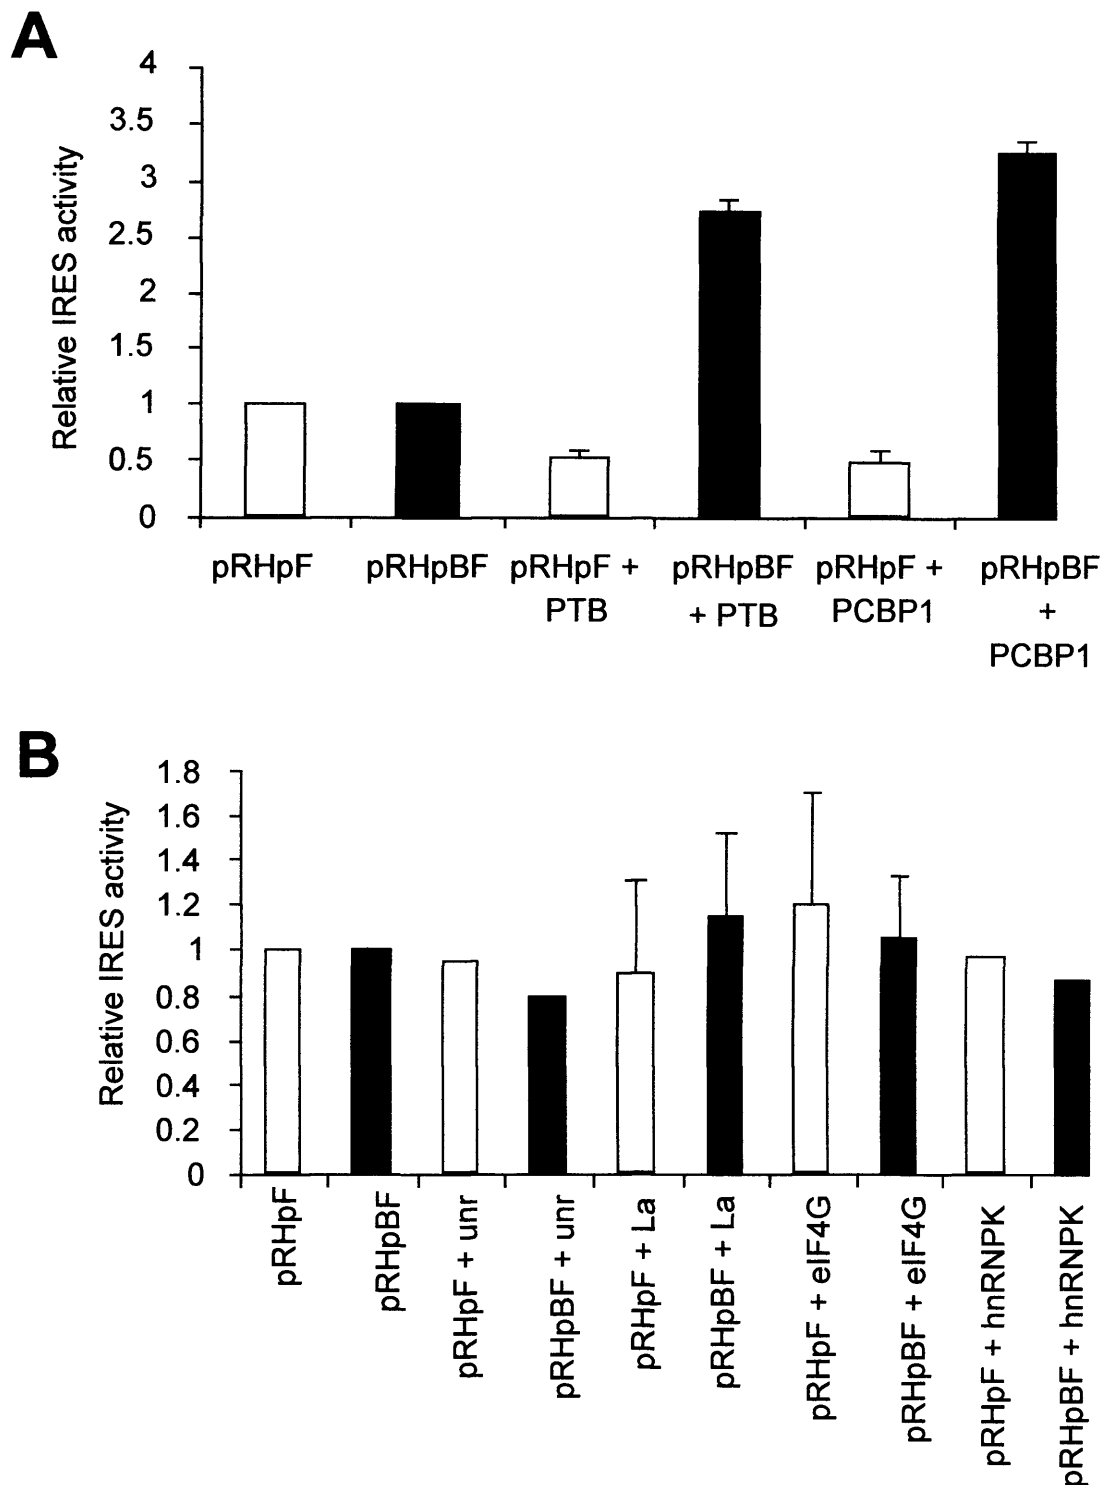 A
Relative IRES activity
4
3.5
3
2.5
2
1.5
1
0.5
0
pRHpF
pRHpBF
pRHpF +
PTB
pRHpBF
+ PTB
pRHpF +
PCBP1
pRHpBF
+
PCBP1
B
Relative IRES activity
1.8
1.6
1.4
1.2
1
0.8
0.6
0.4
0.2
0
pRHpF
pRHpBF
pRHpF + unr
pRHpBF + unr
pRHpF + La
pRHpBF + La
pRHpF + eIF4G
pRHpBF + eIF4G
pRHpF + hnRNPK
pRHpBF + hnRNPK